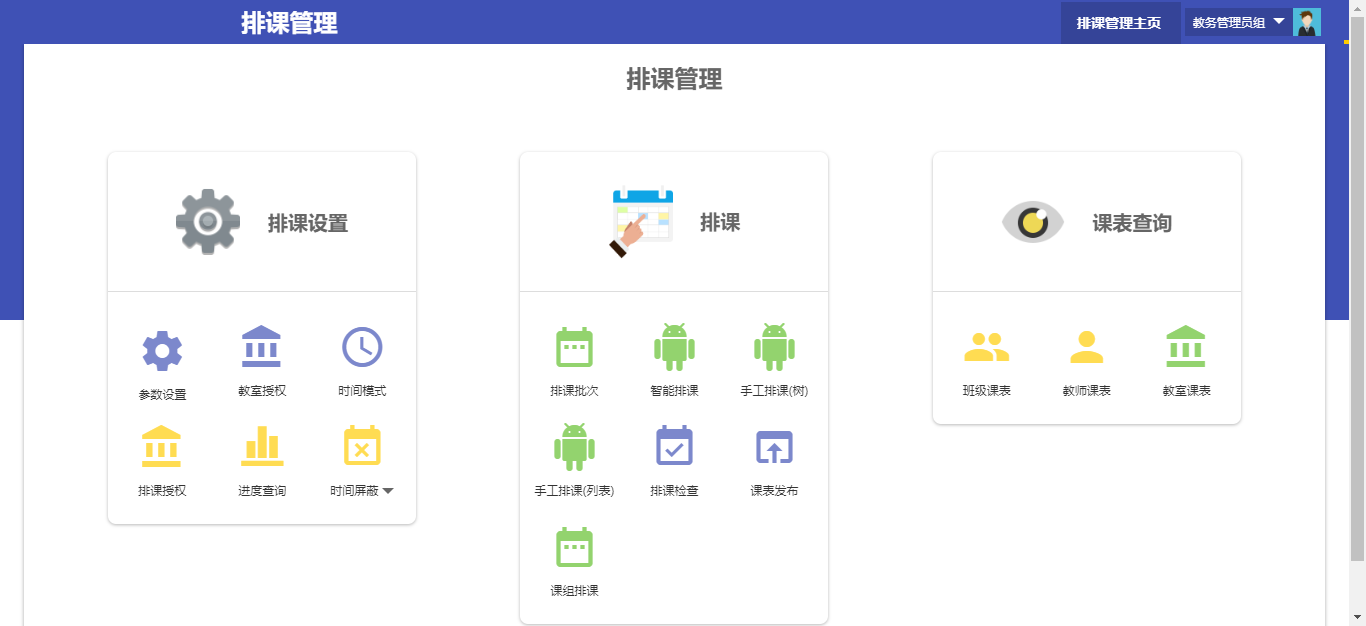 排课管理
排课管理主页
教务管理员组
排课管理
排课设置
参数设置
教室授权
时间模式
排课授权
进度查询
时间屏蔽
排课
排课批次
智能排课
手工排课(树)
手工排课(列表)
排课检查
课表发布
课组排课
课表查询
班级课表
教师课表
教室课表